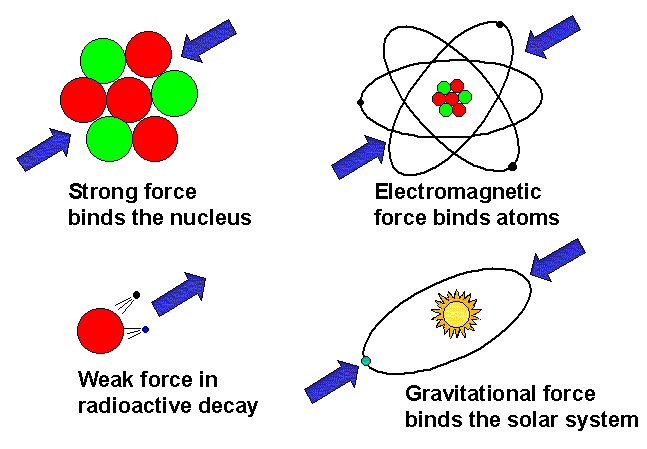 Strong force
binds the nucleus
Electromagnetic
force binds atoms
Weak force in
radioactive decay
Gravitational force
binds the solar system